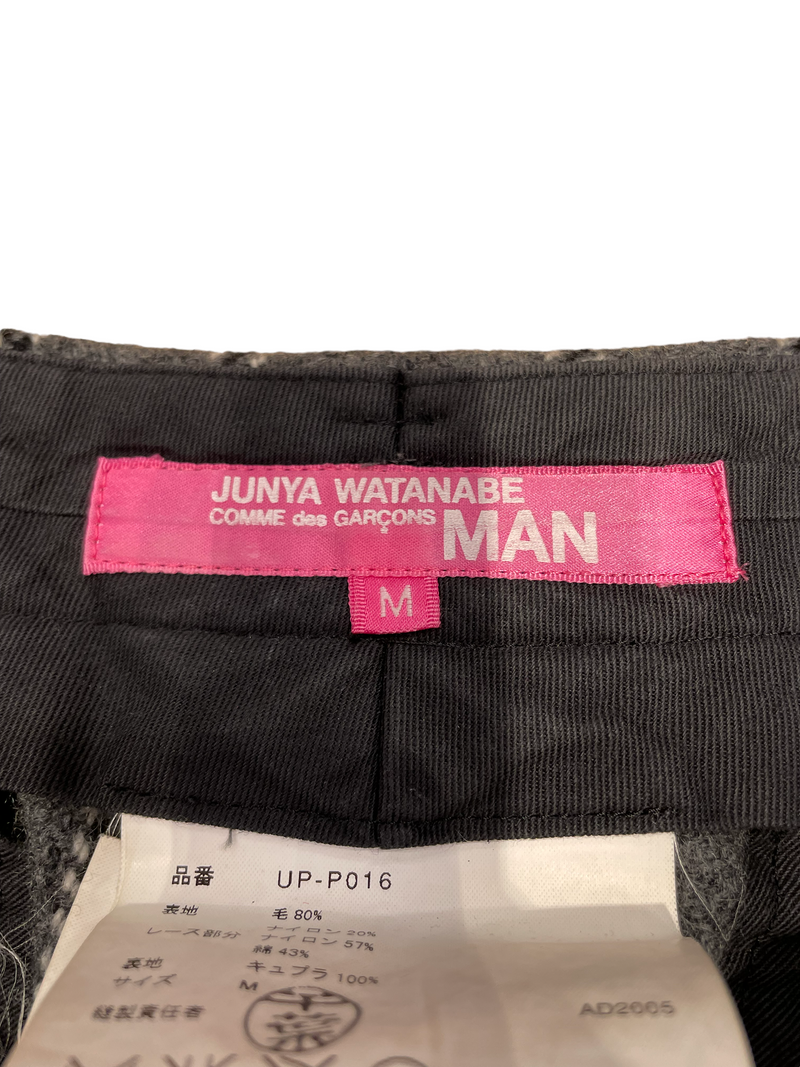 JUNYA WATANABE
COMME des GARÇONS MAN
M
品番 UP-P016
表地 毛 80%
ナイロン 20%
レース部分 ナイロン 57%
綿 43%
表地 キュプラ 100%
サイズ M
縫製責任者 千菜 AD2005